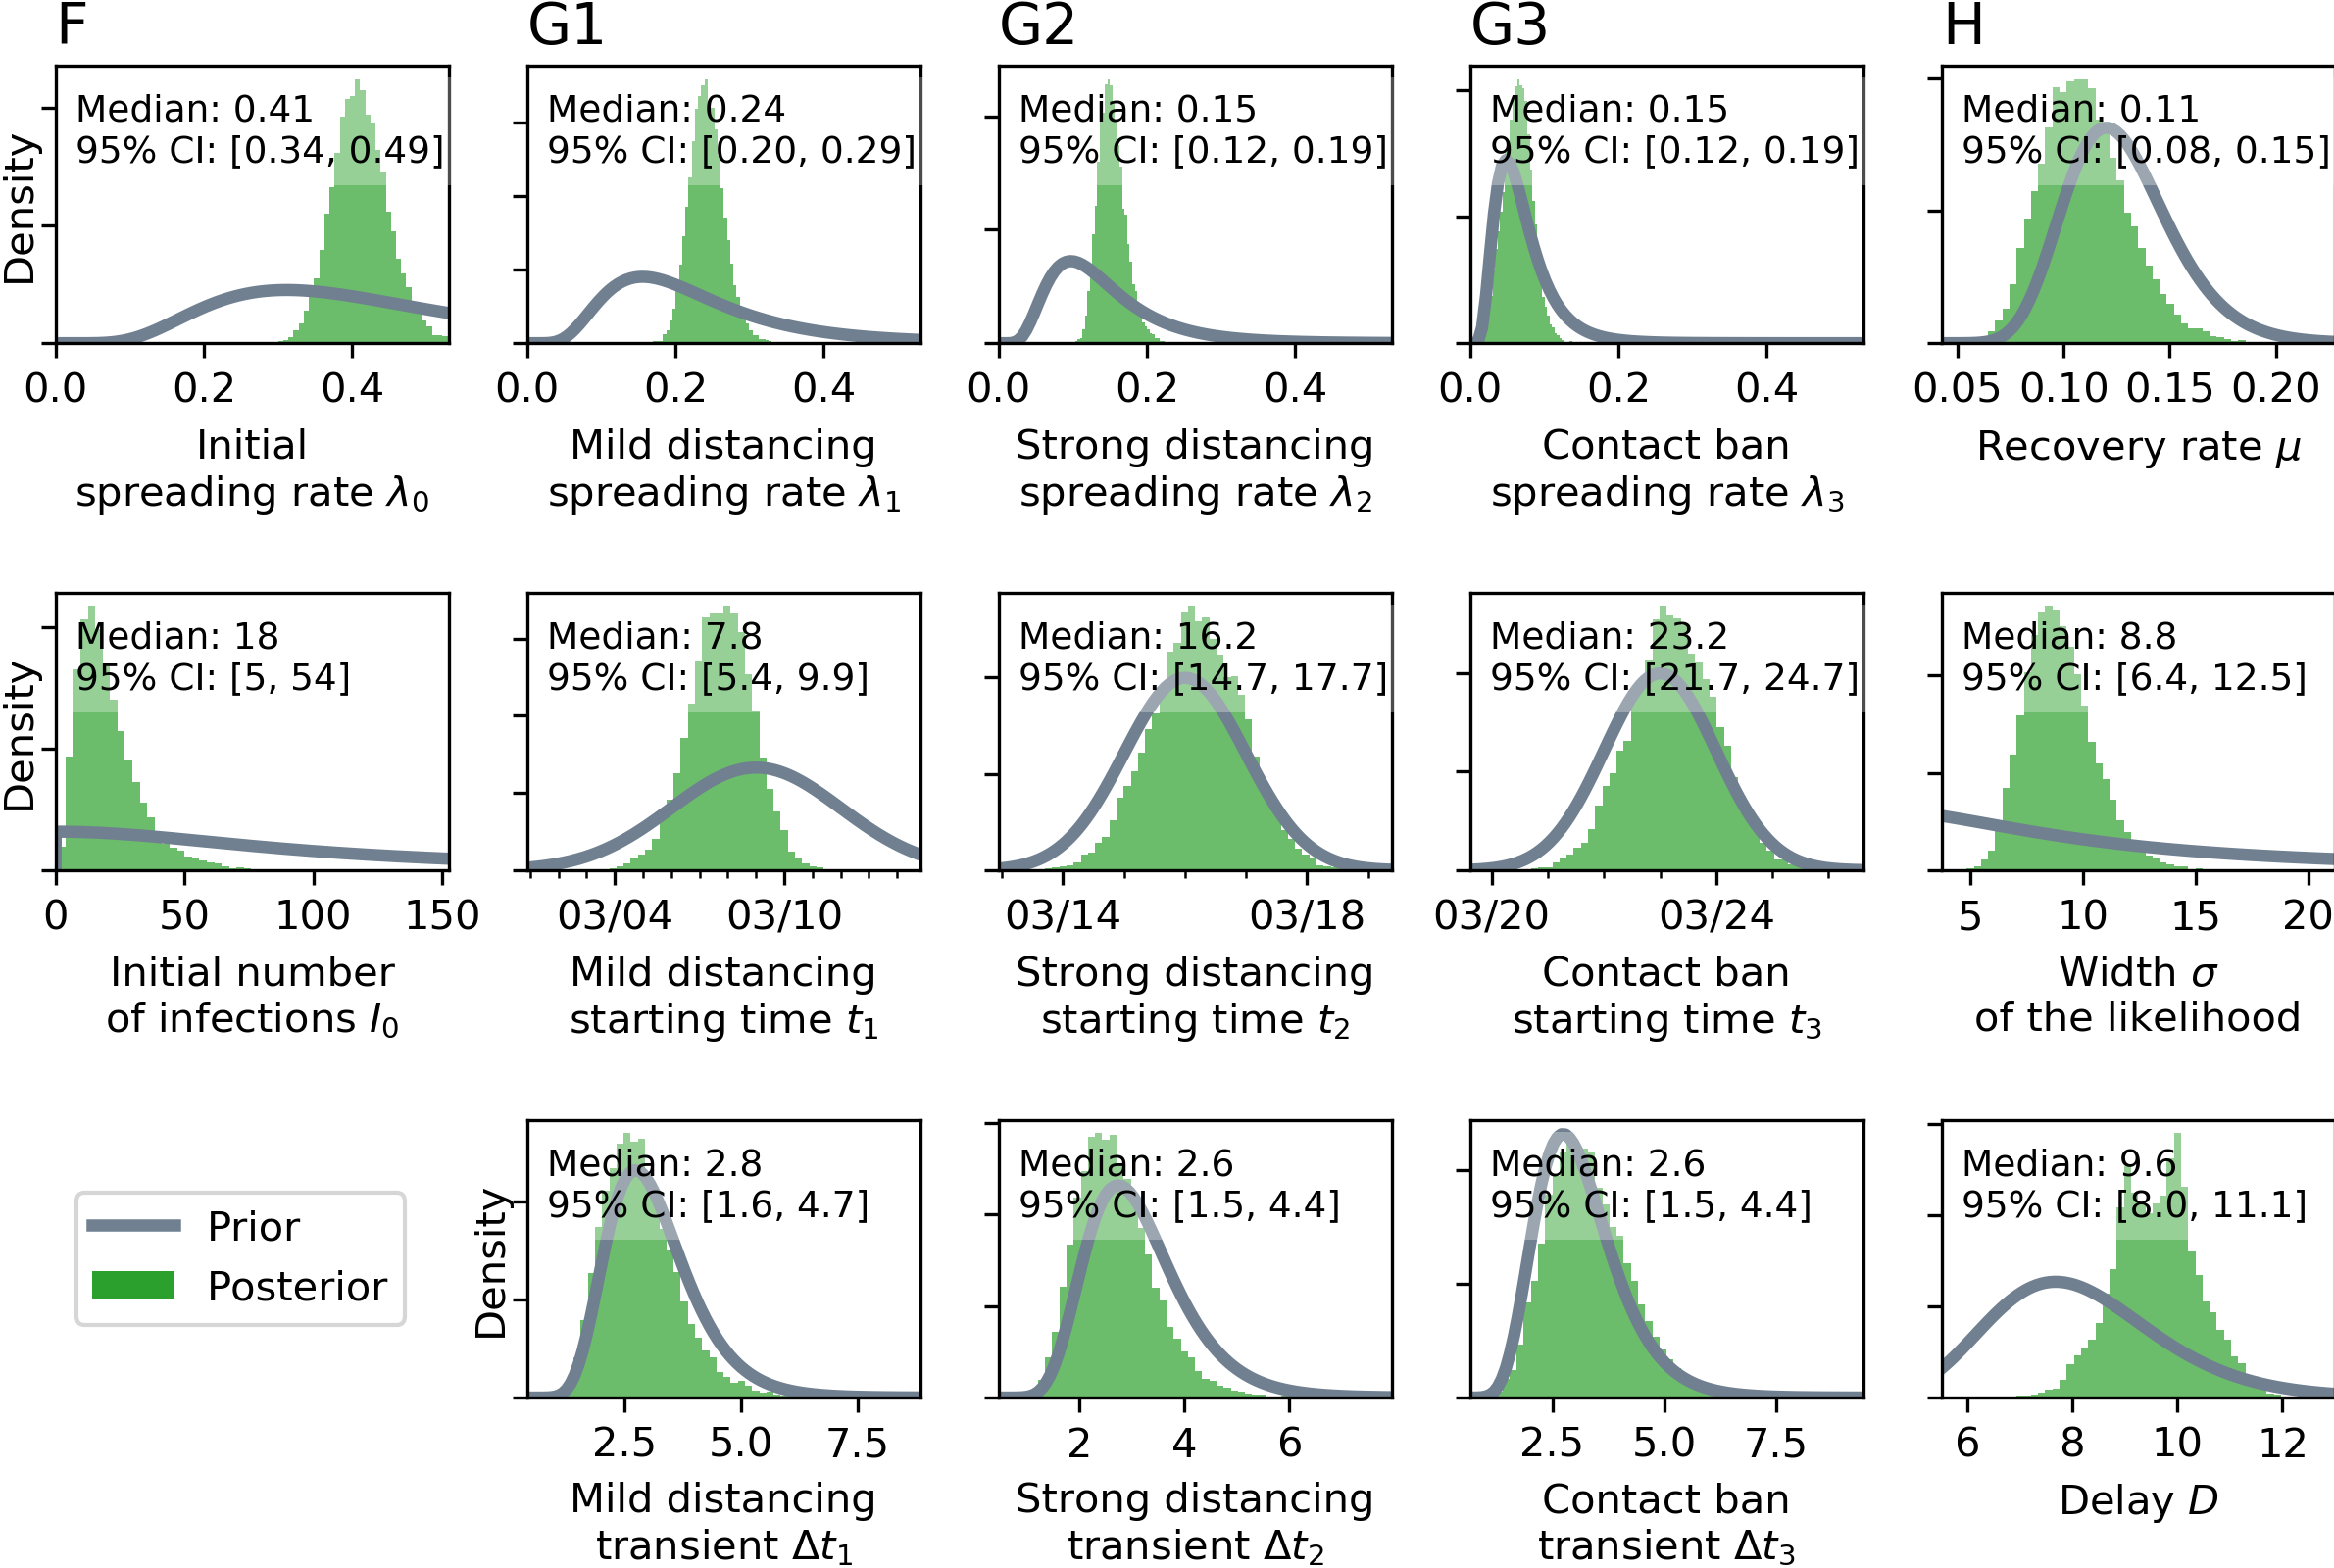 F
G1
G2
G3
H
Median: 0.41
95% CI: [0.34, 0.49]
Density
0.0 0.2 0.4
Initial
spreading rate λ0
Median: 0.24
95% CI: [0.20, 0.29]
0.0 0.2 0.4
Mild distancing
spreading rate λ1
Median: 0.15
95% CI: [0.12, 0.19]
0.0 0.2 0.4
Strong distancing
spreading rate λ2
Median: 0.15
95% CI: [0.12, 0.19]
0.0 0.2 0.4
Contact ban
spreading rate λ3
Median: 0.11
95% CI: [0.08, 0.15]
0.05 0.10 0.15 0.20
Recovery rate μ
Median: 18
95% CI: [5, 54]
Density
0 50 100 150
Initial number
of infections I0
Median: 7.8
95% CI: [5.4, 9.9]
03/04 03/10
Mild distancing
starting time t1
Median: 16.2
95% CI: [14.7, 17.7]
03/14 03/18
Strong distancing
starting time t2
Median: 23.2
95% CI: [21.7, 24.7]
03/20 03/24
Contact ban
starting time t3
Median: 8.8
95% CI: [6.4, 12.5]
5 10 15 20
Width σ
of the likelihood
Prior
Posterior
Median: 2.8
95% CI: [1.6, 4.7]
Density
2.5 5.0 7.5
Mild distancing
transient Δt1
Median: 2.6
95% CI: [1.5, 4.4]
2 4 6
Strong distancing
transient Δt2
Median: 2.6
95% CI: [1.5, 4.4]
2.5 5.0 7.5
Contact ban
transient Δt3
Median: 9.6
95% CI: [8.0, 11.1]
6 8 10 12
Delay D